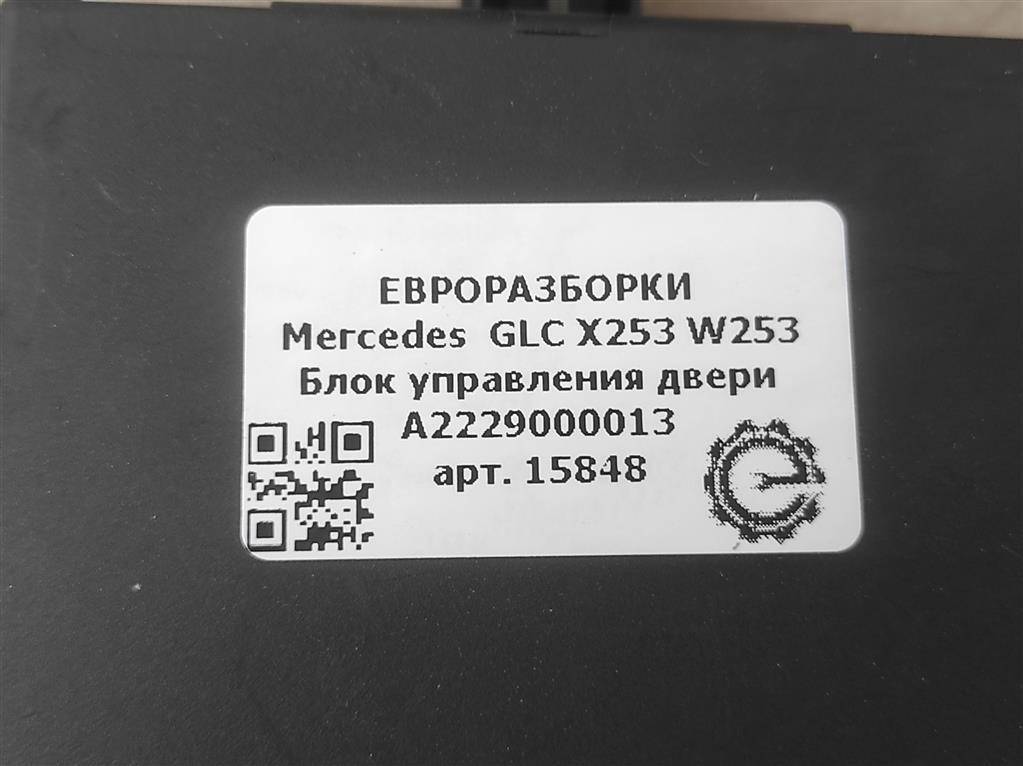 ЕВРОРАЗБОРКИ
Mercedes GLC X253 W253
Блок управления двери
A2229000013
арт. 15848